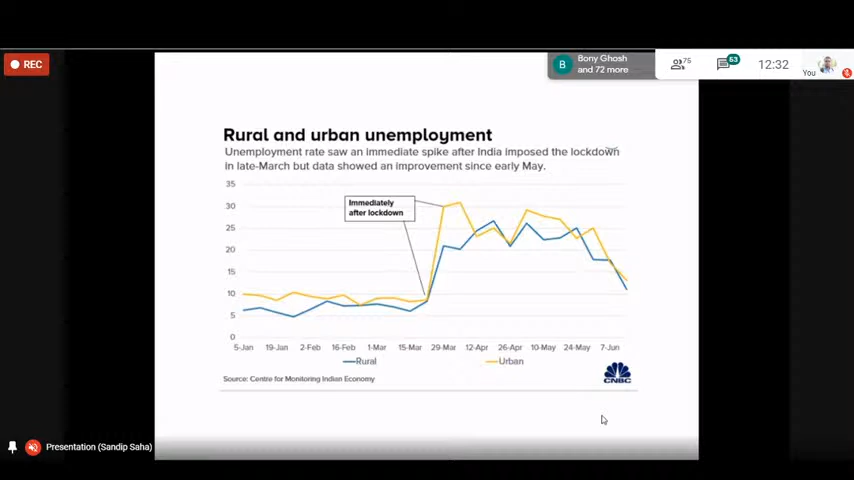 REC
B
Bony Ghosh
and 72 more
75
53
12:32
You
Rural and urban unemployment
Unemployment rate saw an immediate spike after India imposed the lockdown
in late-March but data showed an improvement since early May.
35
30
25
20
15
10
5
0
Immediately
after lockdown
5-Jan 19-Jan 2-Feb 16-Feb 1-Mar 15-Mar 29-Mar 12-Apr 26-Apr 10-May 24-May 7-Jun
Rural Urban
Source: Centre for Monitoring Indian Economy
CNBC
Presentation (Sandip Saha)